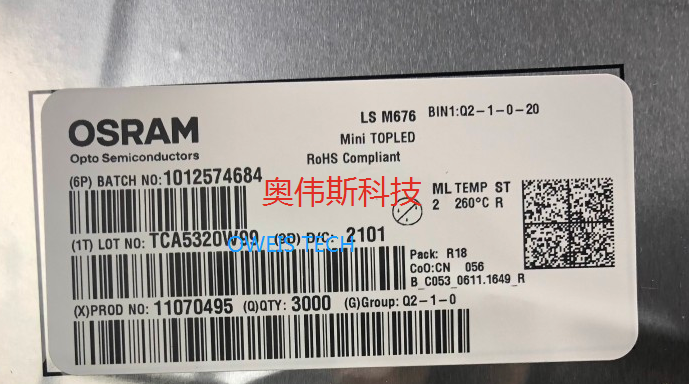 OSRAM
Opto Semiconductors
LS M676 BIN1:Q2-1-0-20
Mini TOPLED
RoHS Compliant
(6P) BATCH NO:1012574684
奥伟斯科技
ML TEMP ST
2 260°C R
(1T) LOT NO: TCA5320W99 (9D) D/C: 2101
OWEIS TECH
Pack: R18
CoO:CN 056
B_C053_0611.1649_R
(X)PROD NO: 11070495 (Q)QTY: 3000 (G)Group: Q2-1-0